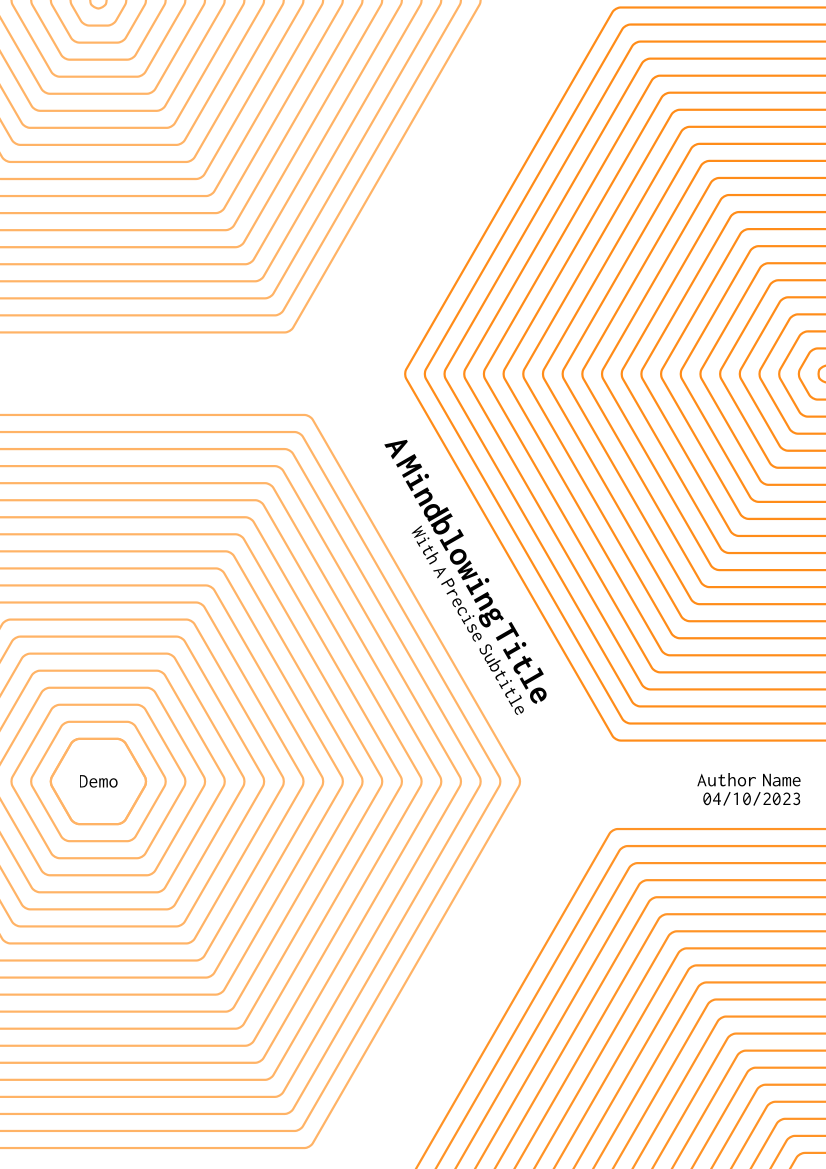 A Mindblowing Title
With A Precise Subtitle
Demo
Author Name
04/10/2023